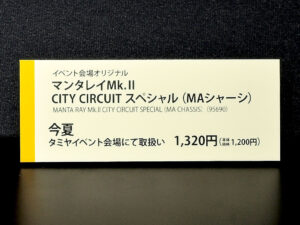 イベント会場オリジナル
マンタレイMk.II
CITY CIRCUIT スペシャル（MAシャーシ）
MANTA RAY Mk.II CITY CIRCUIT SPECIAL (MA CHASSIS) (95690)
今夏
タミヤイベント会場にて取扱い 1,320円（本体価格1,200円）